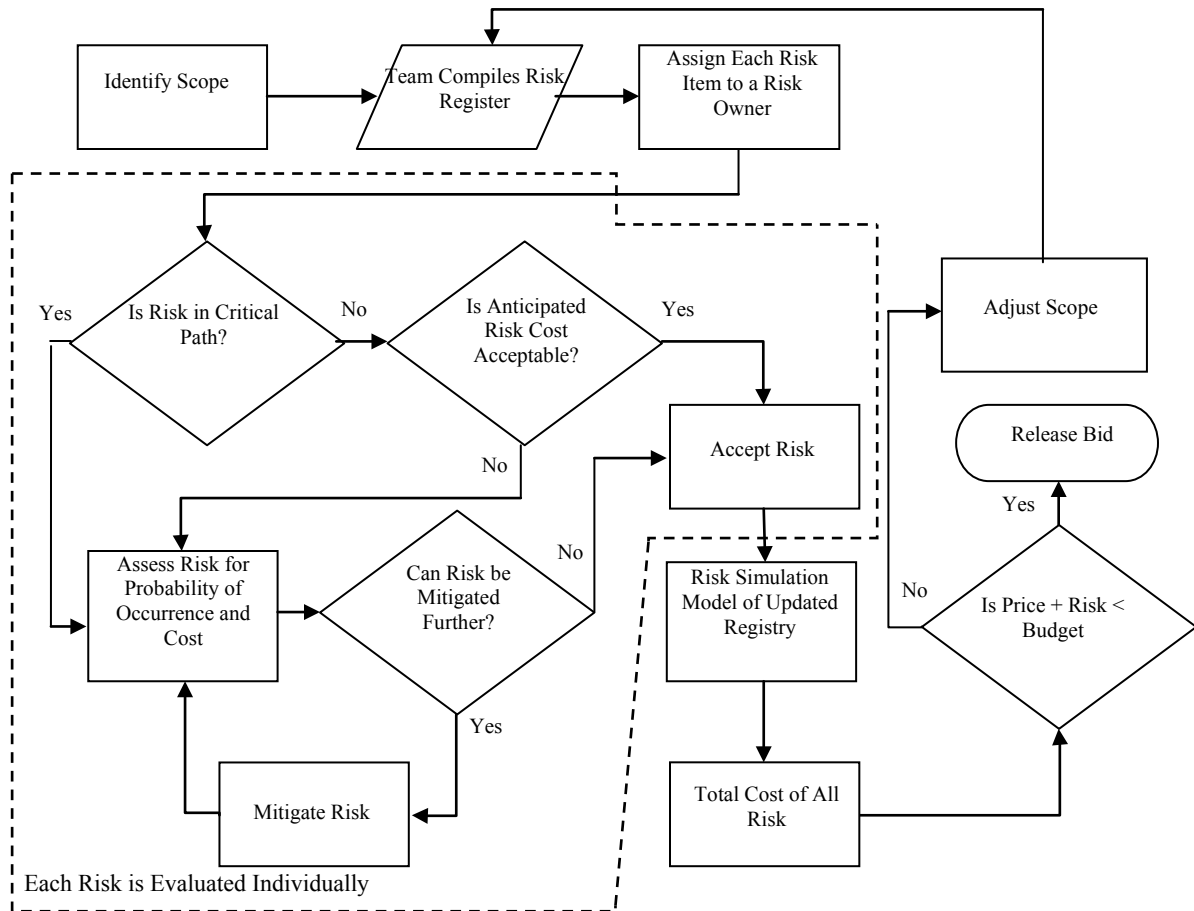 Identify Scope
Team Compiles Risk
Register
Assign Each Risk
Item to a Risk
Owner
Yes
Is Risk in Critical
Path?
No
Is Anticipated
Risk Cost
Acceptable?
Yes
Adjust Scope
Release Bid
Accept Risk
No
Yes
Assess Risk for
Probability of
Occurrence and
Cost
Can Risk be
Mitigated
Further?
No
Risk Simulation
Model of Updated
Registry
No
Is Price + Risk <
Budget
Yes
Mitigate Risk
Total Cost of All
Risk
Each Risk is Evaluated Individually